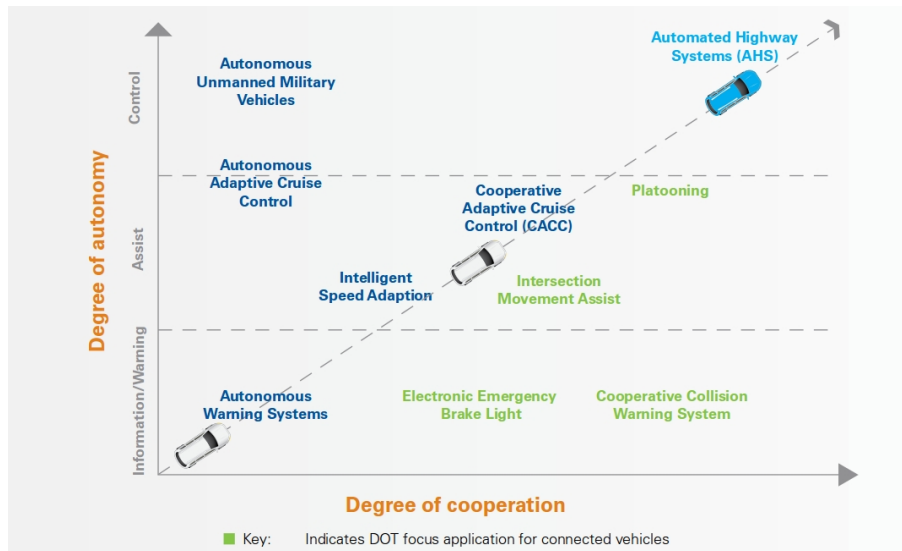 Automated Highway
Systems (AHS)
Autonomous
Unmanned Military
Vehicles
Control
Autonomous
Adaptive Cruise
Control
Cooperative
Adaptive Cruise
Control (CACC)
Platooning
Degree of autonomy
Assist
Intelligent
Speed Adaption
Intersection
Movement Assist
Information/Warning
Autonomous
Warning Systems
Electronic Emergency
Brake Light
Cooperative Collision
Warning System
Degree of cooperation
Key: Indicates DOT focus application for connected vehicles